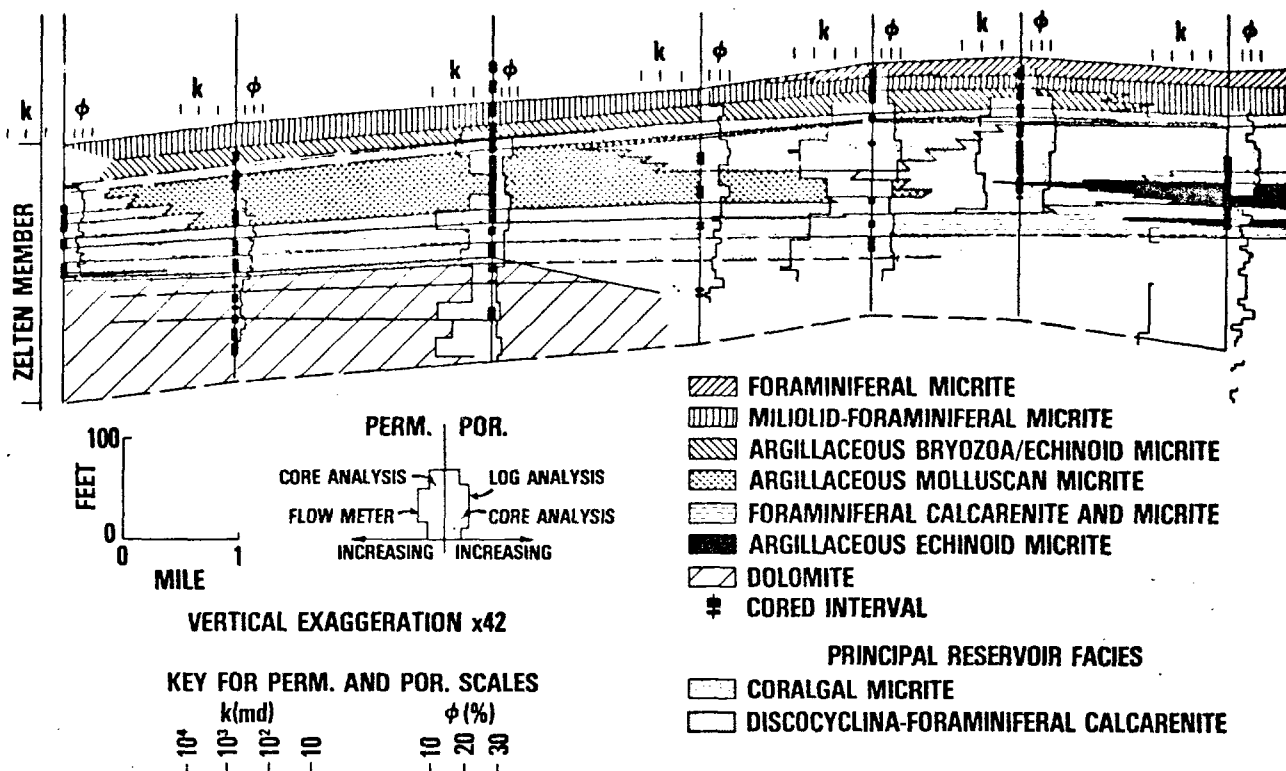 k φ
k φ
k φ
k φ
k φ
k φ
k φ
ZELTEN MEMBER
100
FEET
0
0 1
MILE
VERTICAL EXAGGERATION x42
PERM. POR.
CORE ANALYSIS LOG ANALYSIS
FLOW METER CORE ANALYSIS
INCREASING INCREASING
KEY FOR PERM. AND POR. SCALES
k(md) φ (%)
10⁴ 10³ 10² 10 10 20 30
FORAMINIFERAL MICRITE
MILIOLID-FORAMINIFERAL MICRITE
ARGILLACEOUS BRYOZOA/ECHINOID MICRITE
ARGILLACEOUS MOLLUSCAN MICRITE
FORAMINIFERAL CALCARENITE AND MICRITE
ARGILLACEOUS ECHINOID MICRITE
DOLOMITE
CORED INTERVAL
PRINCIPAL RESERVOIR FACIES
CORALGAL MICRITE
DISCOCYCLINA-FORAMINIFERAL CALCARENITE